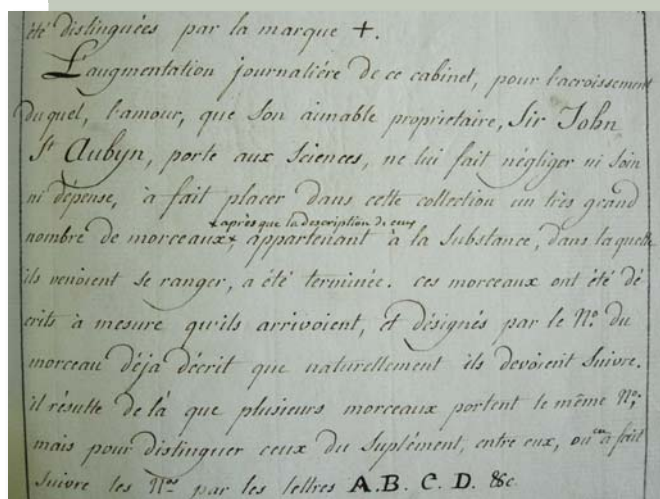 été distinguées par la marque +.
L'augmentation journalière de ce cabinet, pour l'acroissement
duquel, l'amour, que son aimable proprietaire, Sir John
St Aubyn, porte aux sciences, ne lui fait négliger ni soin
ni dépense, à fait placer dans cette collection un très grand
+ après que la description de ceux
nombre de morceaux+, appartenant à la substance, dans laquelle
ils venoient se ranger, a été terminée. ces morceaux ont été dé
crits à mesure qu'ils arrivoient, et désignés par le No. du
morceau déja décrit que naturellement ils devoient suivre.
il résulte de là que plusieurs morceaux portent le même No;
mais pour distinguer ceux du suplément, entre eux, on en à fait
suivre les Nos par les lettres A.B. C. D. &c